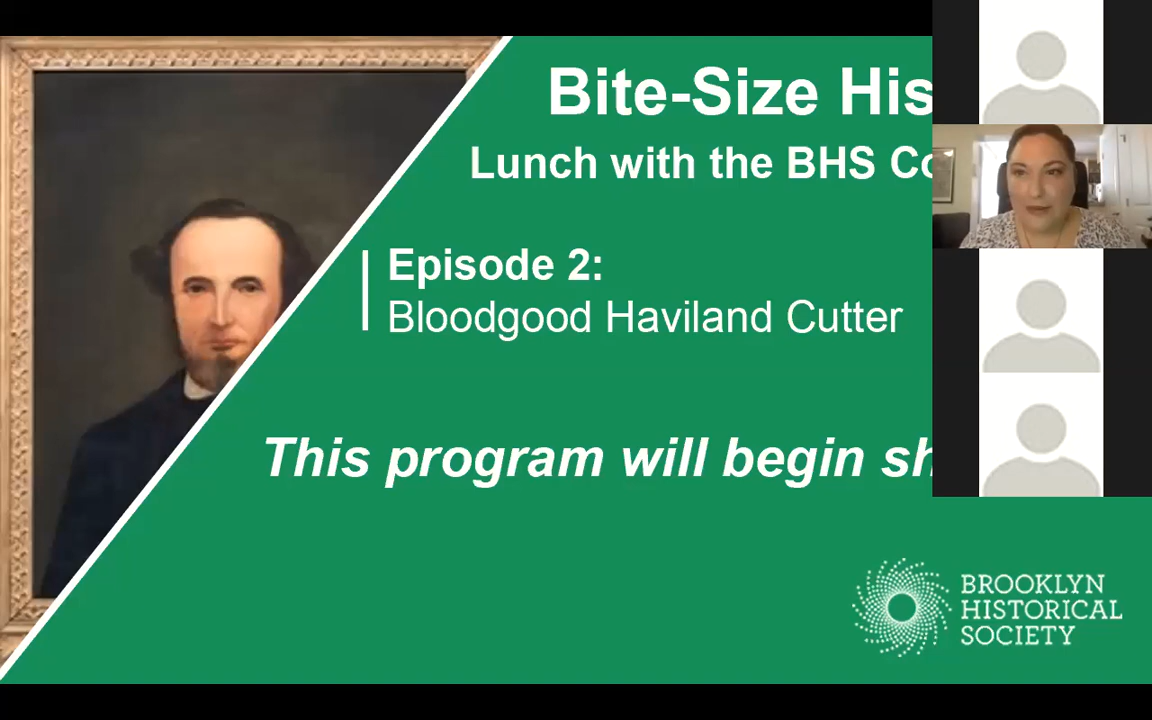 Bite-Size His
Lunch with the BHS Co
Episode 2:
Bloodgood Haviland Cutter
This program will begin sh
BROOKLYN
HISTORICAL
SOCIETY